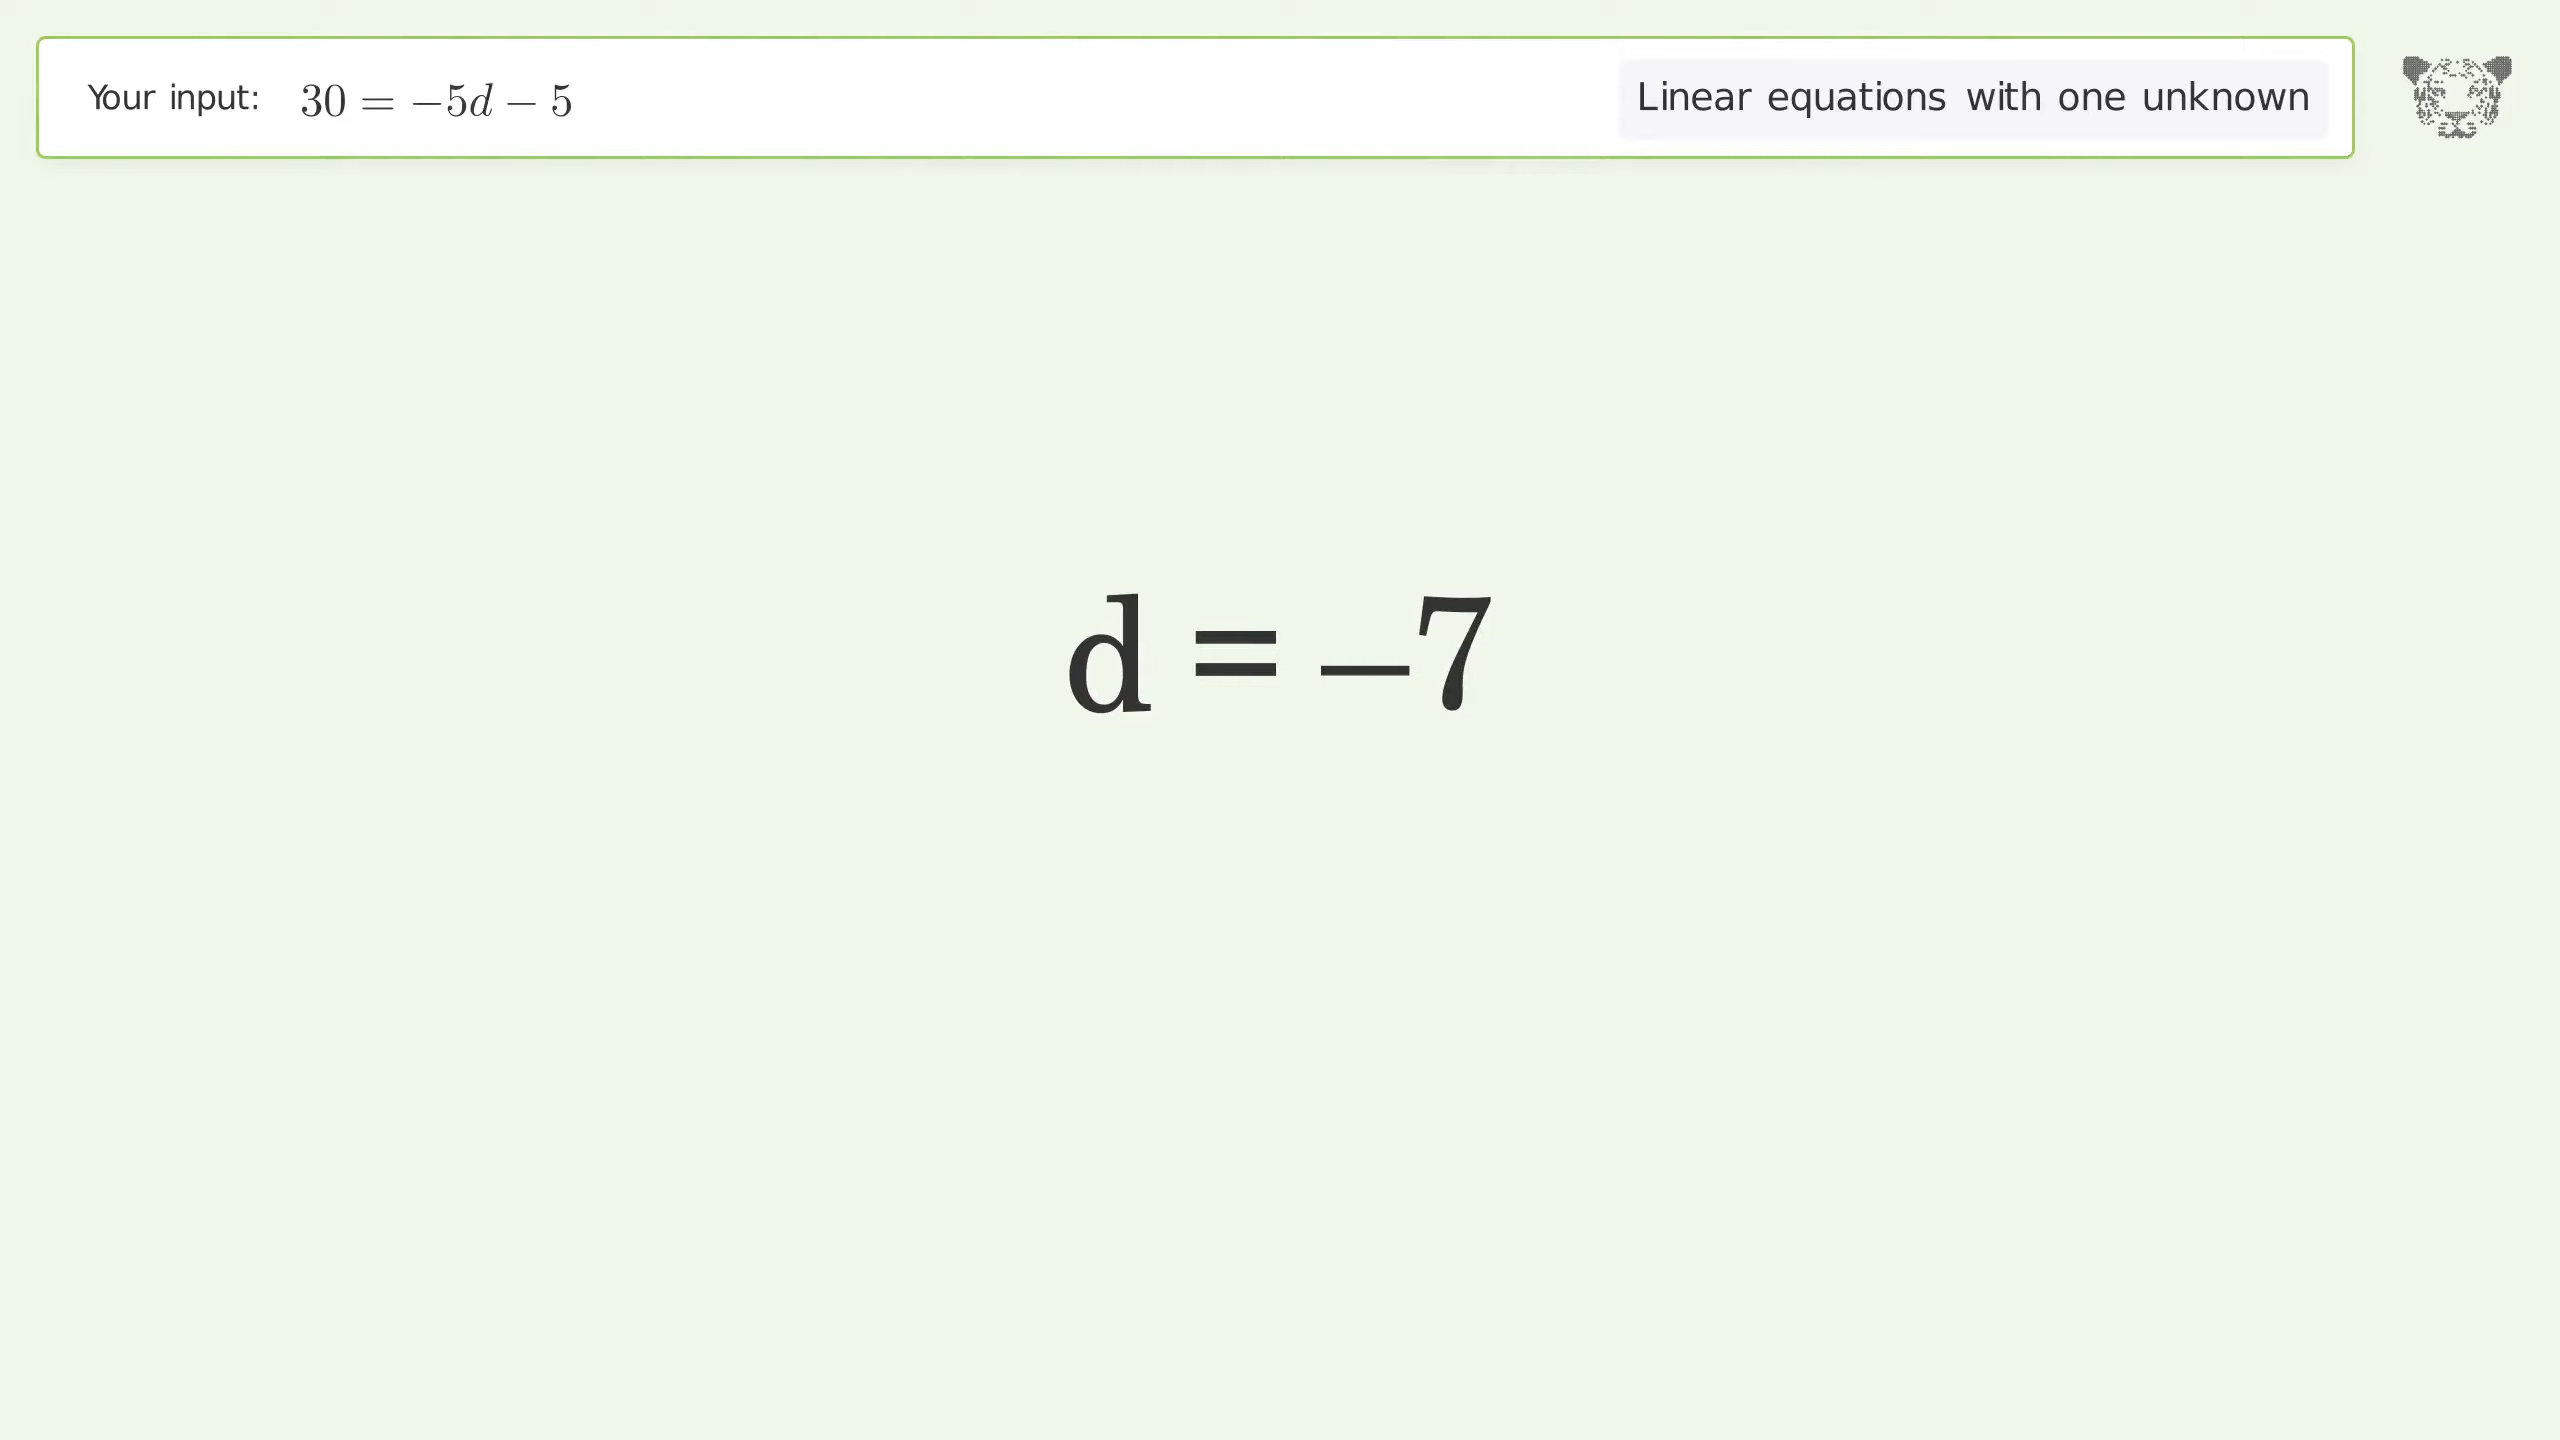 Your input: 30 = −5d − 5
Linear equations with one unknown
d = −7